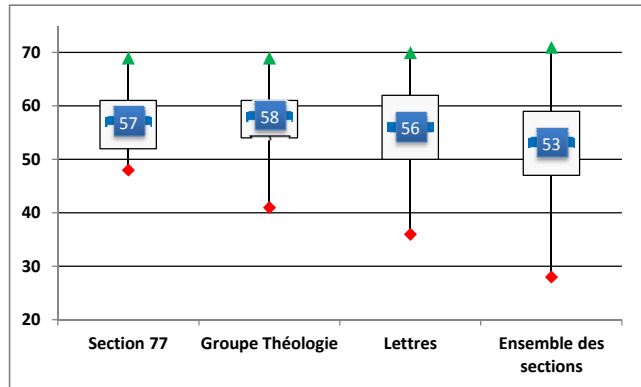 70
60
50
40
30
20
57
58
56
53
Section 77
Groupe Théologie
Lettres
Ensemble des
sections